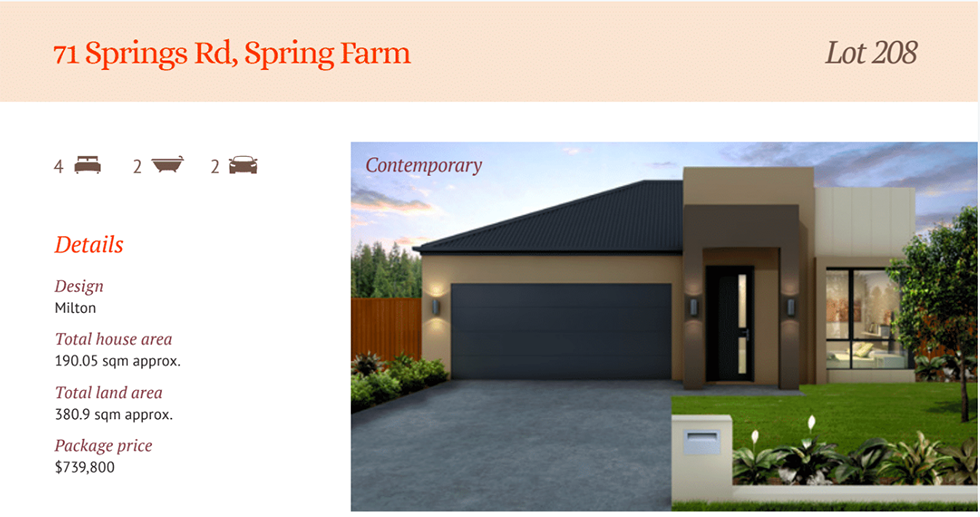 71 Springs Rd, Spring Farm
Lot 208
4 2 2
Contemporary
Details
Design
Milton
Total house area
190.05 sqm approx.
Total land area
380.9 sqm approx.
Package price
$739,800